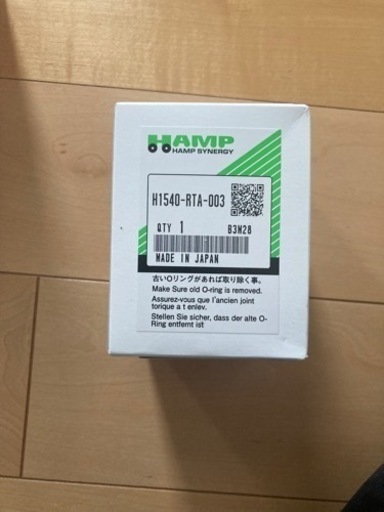 HAMP
HAMP SYNERGY
H1540-RTA-003
QTY 1 B3M28
MADE IN JAPAN
古いOリングがあれば取り除く事。
Make Sure old O-ring is removed.
Assurez-vous que l'ancien joint
torique a t enlev.
Stellen Sie sicher, dass der alte O-
Ring entfernt ist